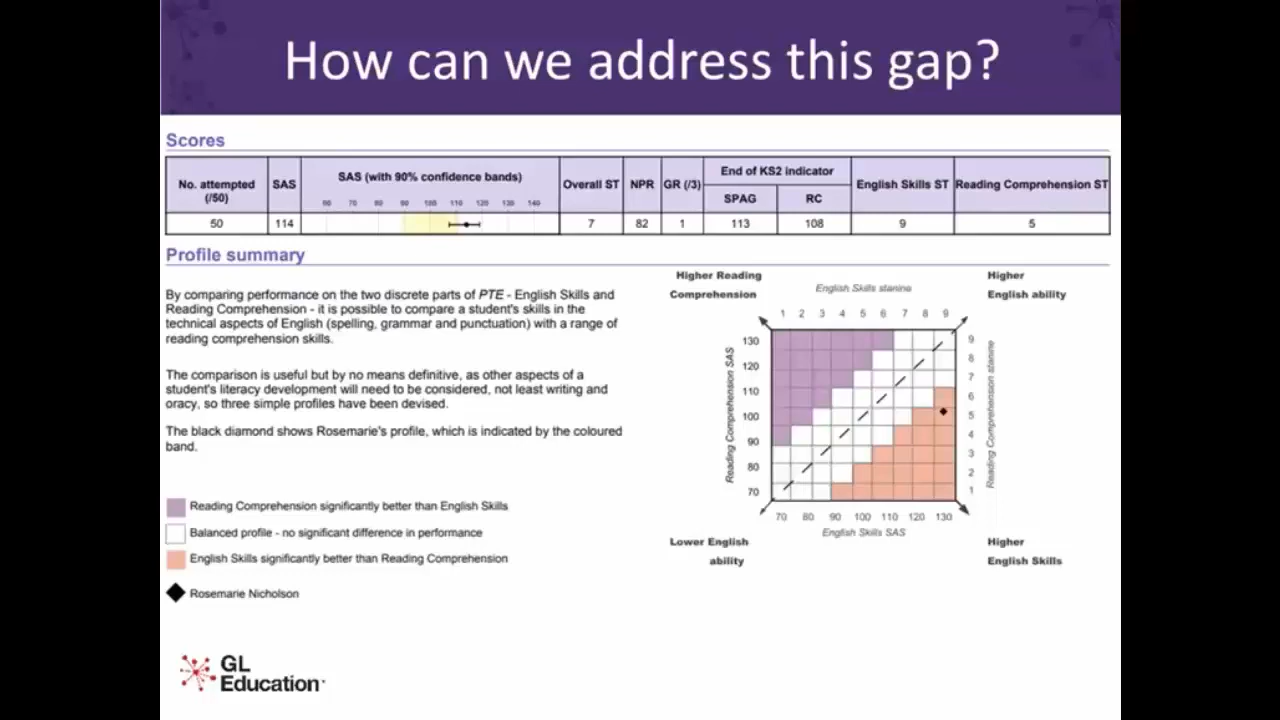 How can we address this gap?
Scores
No. attempted (/50) SAS SAS (with 90% confidence bands) Overall ST NPR GR (/3) End of KS2 indicator English Skills ST Reading Comprehension ST
SPAG RC
60 70 80 90 100 110 120 130 140
50 114 7 82 1 113 108 9 5
Profile summary
By comparing performance on the two discrete parts of PTE - English Skills and
Reading Comprehension - it is possible to compare a student's skills in the
technical aspects of English (spelling, grammar and punctuation) with a range of
reading comprehension skills.
The comparison is useful but by no means definitive, as other aspects of a
student's literacy development will need to be considered, not least writing and
oracy, so three simple profiles have been devised.
The black diamond shows Rosemarie's profile, which is indicated by the coloured
band.
Reading Comprehension significantly better than English Skills
Balanced profile - no significant difference in performance
English Skills significantly better than Reading Comprehension
Rosemarie Nicholson
Higher Reading
Comprehension
English Skills stanine
Higher
English ability
1 2 3 4 5 6 7 8 9
Reading Comprehension SAS
130
120
110
100
90
80
70
9
8
7
6
5
4
3
2
1
Reading Comprehension stanine
70 80 90 100 110 120 130
English Skills SAS
Lower English
ability
Higher
English Skills
GL
Education